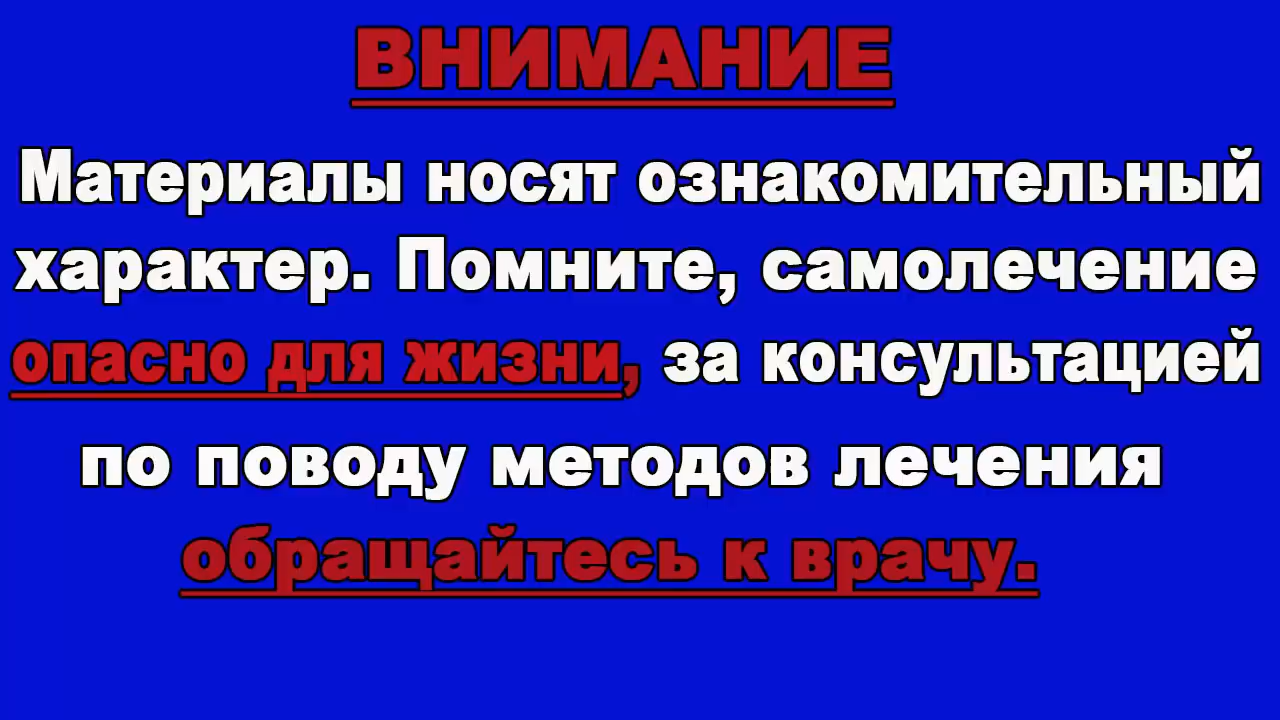 ВНИМАНИЕ
Материалы носят ознакомительный
характер. Помните, самолечение
опасно для жизни, за консультацией
по поводу методов лечения
обращайтесь к врачу.